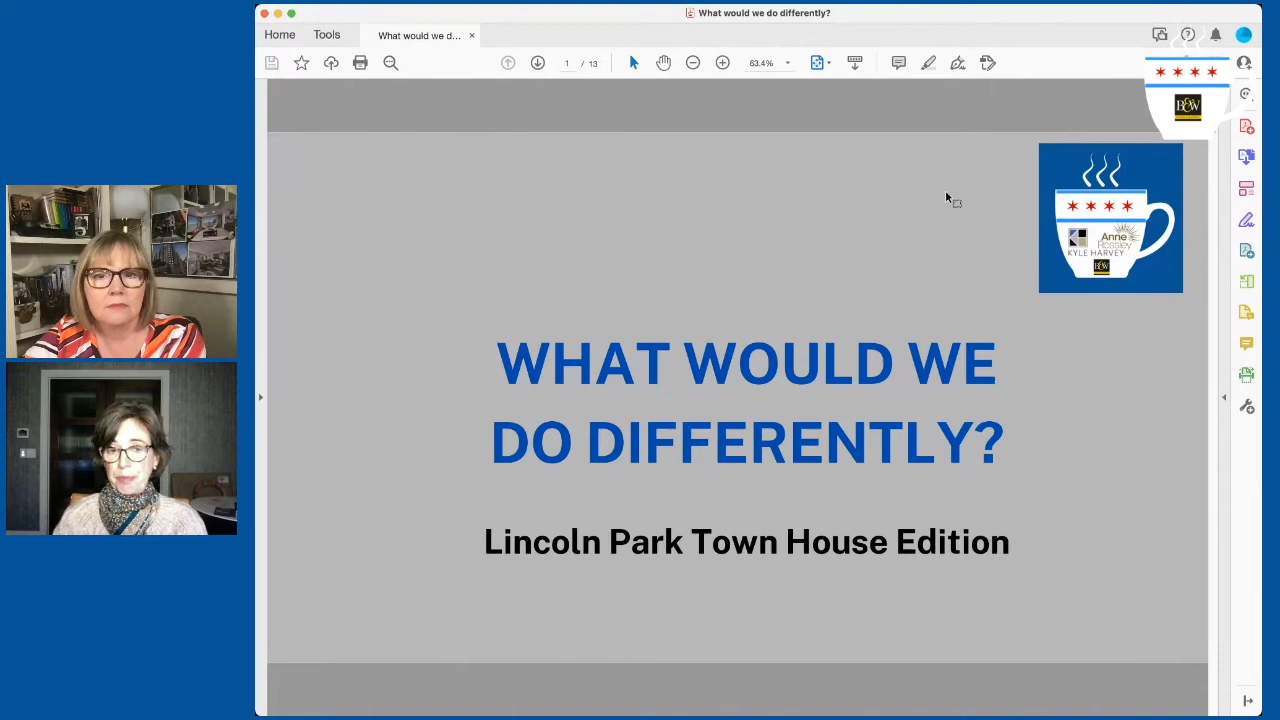 What would we do differently?
Home
Tools
What would we d...
1 / 13
63.4%
B&W
Anne
Rossley
KYLE HARVEY
B&W
WHAT WOULD WE
DO DIFFERENTLY?
Lincoln Park Town House Edition